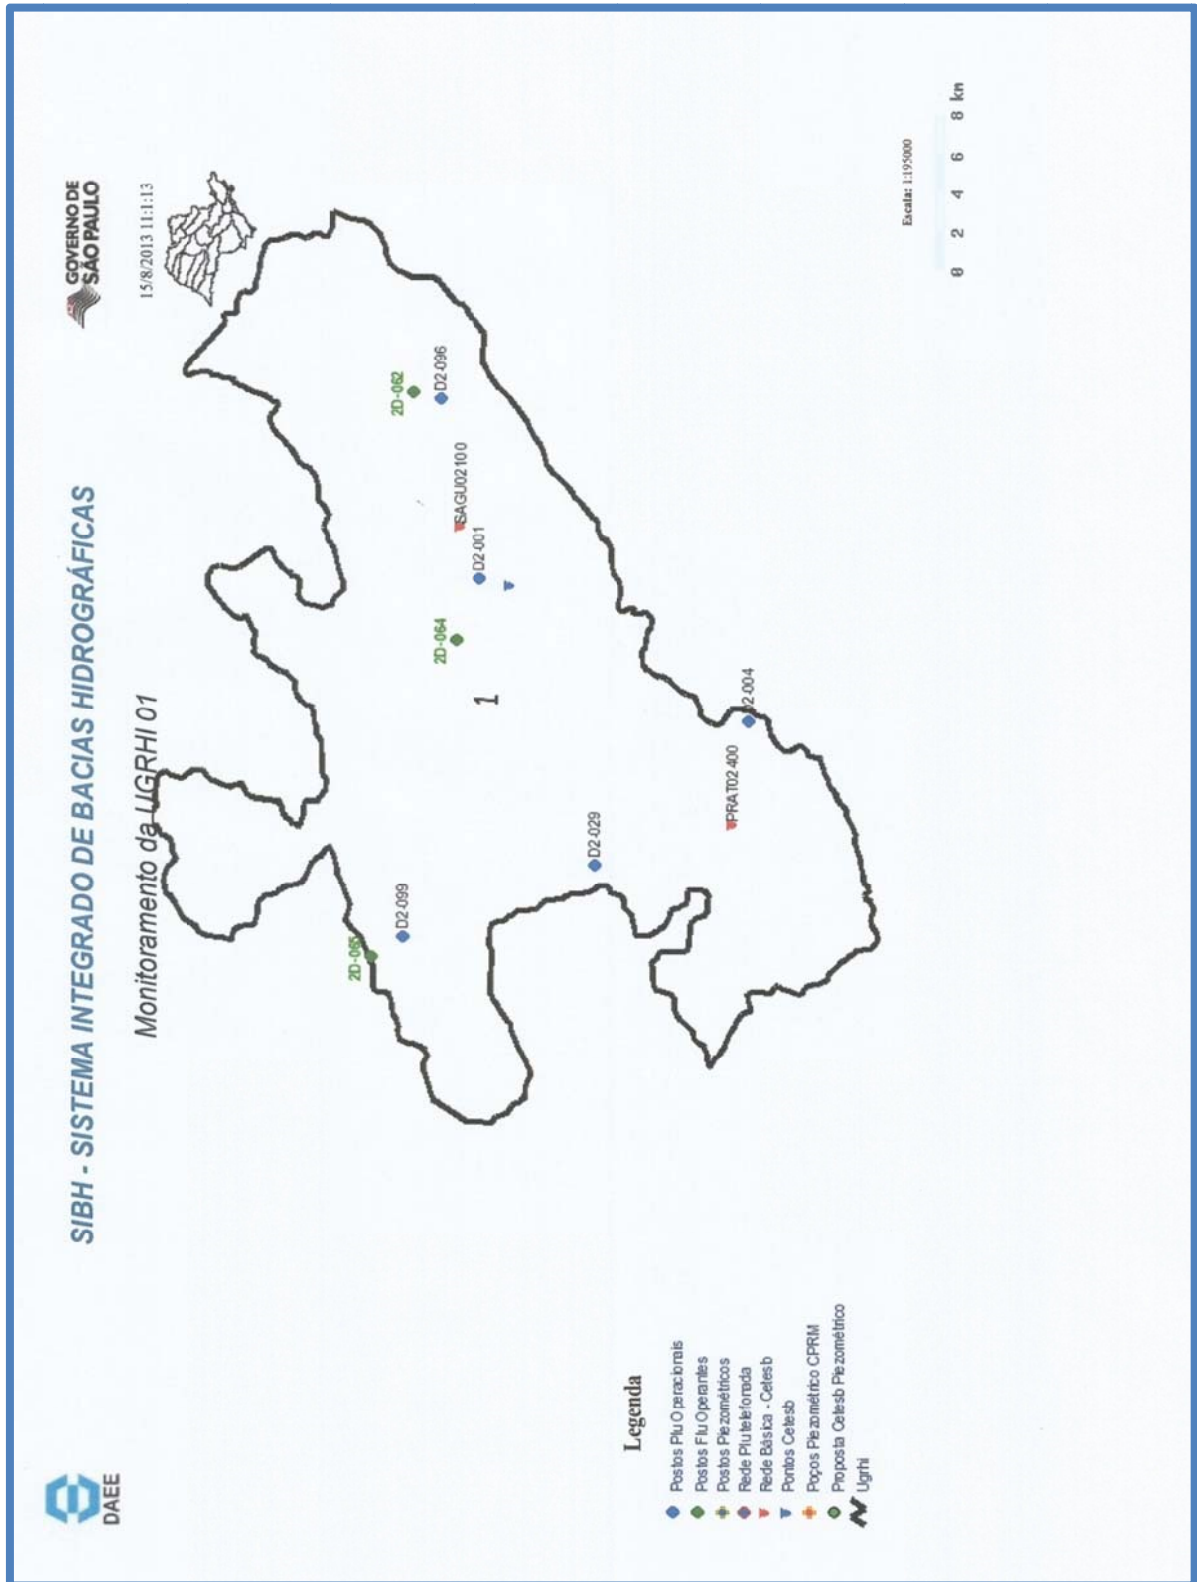 DAEE
SIBH - SISTEMA INTEGRADO DE BACIAS HIDROGRÁFICAS
GOVERNO DE
SÃO PAULO
Monitoramento da UGRHI 01
15/8/2013 11:1:13
2D-065
D2-099
2D-064
D2-001
SAGU02100
2D-062
D2-096
1
D2-029
PRAT02400
D2-004
Legenda
Postos Plu Operacionais
Postos Flu Operantes
Postos Piezométricos
Rede Plutelefonada
Rede Básica - Cetesb
Pontos Cetesb
Poços Piezométrico CPRM
Proposta Cetesb Piezométrico
Ugrhi
Escala: 1:195000
0 2 4 6 8 km